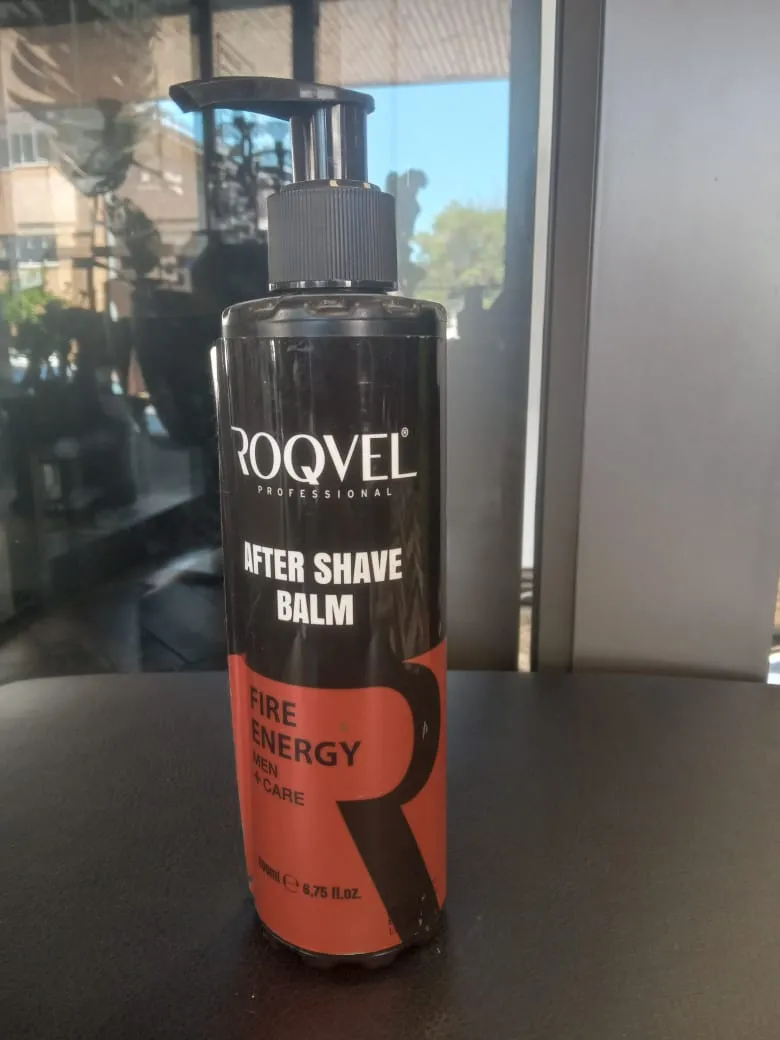 ROQVEL®
PROFESSIONAL
AFTER SHAVE
BALM
FIRE
ENERGY
MEN
+CARE
℮ 6,75 fl.oz.